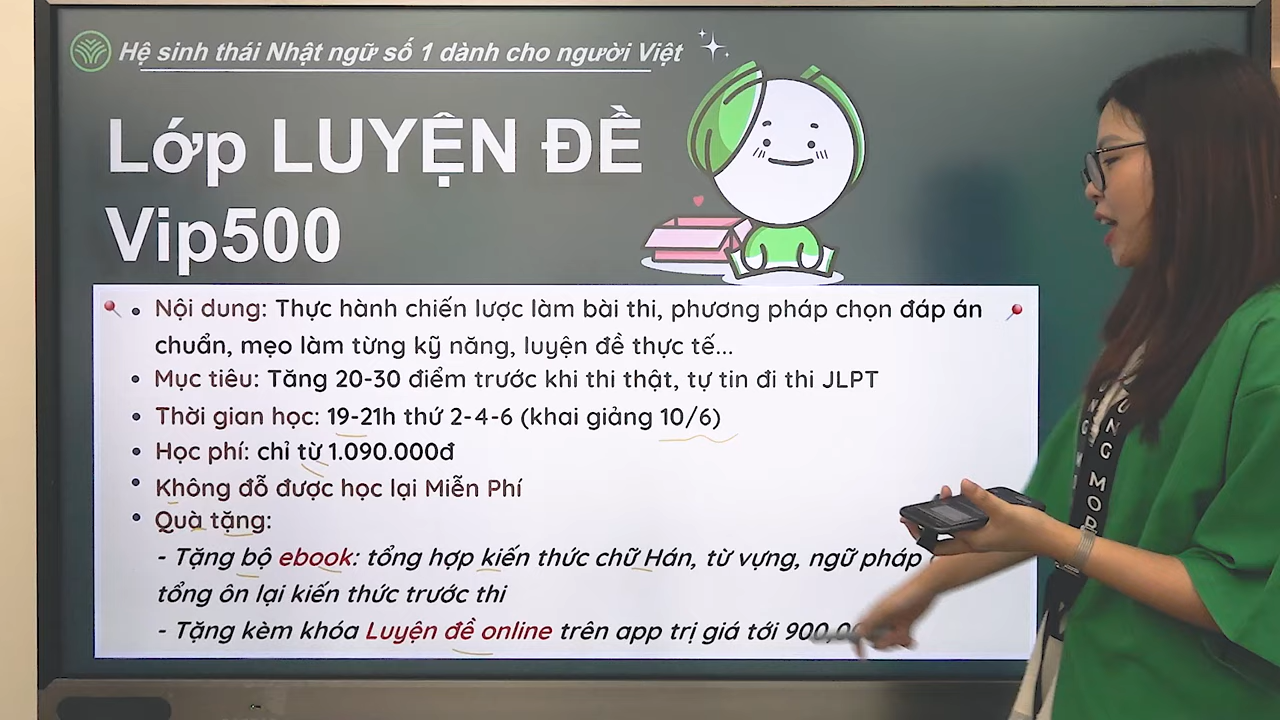 Hệ sinh thái Nhật ngữ số 1 dành cho người Việt
Lớp LUYỆN ĐỀ
Vip500
• Nội dung: Thực hành chiến lược làm bài thi, phương pháp chọn đáp án
chuẩn, mẹo làm từng kỹ năng, luyện đề thực tế...
• Mục tiêu: Tăng 20-30 điểm trước khi thi thật, tự tin đi thi JLPT
• Thời gian học: 19-21h thứ 2-4-6 (khai giảng 10/6)
• Học phí: chỉ từ 1.090.000đ
• Không đỗ được học lại Miễn Phí
• Quà tặng:
- Tặng bộ ebook: tổng hợp kiến thức chữ Hán, từ vựng, ngữ pháp
tổng ôn lại kiến thức trước thi
- Tặng kèm khóa Luyện đề online trên app trị giá tới